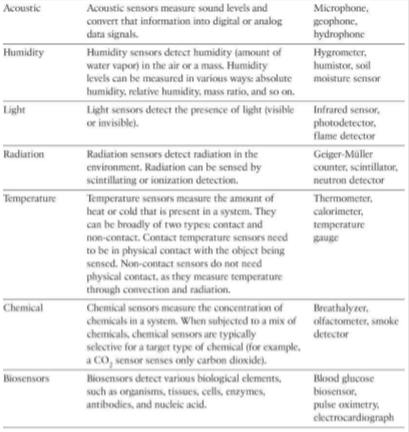 Acoustic Acoustic sensors measure sound levels and Microphone,
convert that information into digital or analog geophone,
data signals. hydrophone
Humidity Humidity sensors detect humidity (amount of Hygrometer,
water vapor) in the air or a mass. Humidity humistor, soil
levels can be measured in various ways: absolute moisture sensor
humidity, relative humidity, mass ratio, and so on.
Light Light sensors detect the presence of light (visible Infrared sensor,
or invisible). photodetector,
flame detector
Radiation Radiation sensors detect radiation in the Geiger-Müller
environment. Radiation can be sensed by counter, scintillator,
scintillating or ionization detection. neutron detector
Temperature Temperature sensors measure the amount of Thermometer,
heat or cold that is present in a system. They calorimeter,
can be broadly of two types: contact and temperature
non-contact. Contact temperature sensors need gauge
to be in physical contact with the object being
sensed. Non-contact sensors do not need
physical contact, as they measure temperature
through convection and radiation.
Chemical Chemical sensors measure the concentration of Breathalyzer,
chemicals in a system. When subjected to a mix of olfactometer, smoke
chemicals, chemical sensors are typically detector
selective for a target type of chemical (for example,
a CO₂ sensor senses only carbon dioxide).
Biosensors Biosensors detect various biological elements, Blood glucose
such as organisms, tissues, cells, enzymes, biosensor,
antibodies, and nucleic acid. pulse oximetry,
electrocardiograph